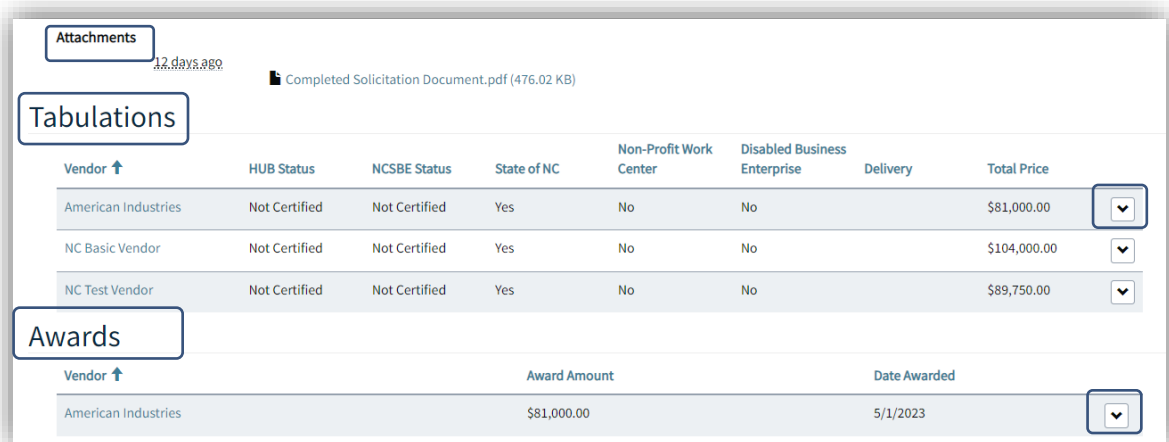 Attachments
12 days ago
Completed Solicitation Document.pdf (476.02 KB)
Tabulations
Vendor HUB Status NCSBE Status State of NC Non-Profit Work Center Disabled Business Enterprise Delivery Total Price
American Industries Not Certified Not Certified Yes No No $81,000.00
NC Basic Vendor Not Certified Not Certified Yes No No $104,000.00
NC Test Vendor Not Certified Not Certified Yes No No $89,750.00
Awards
Vendor Award Amount Date Awarded
American Industries $81,000.00 5/1/2023